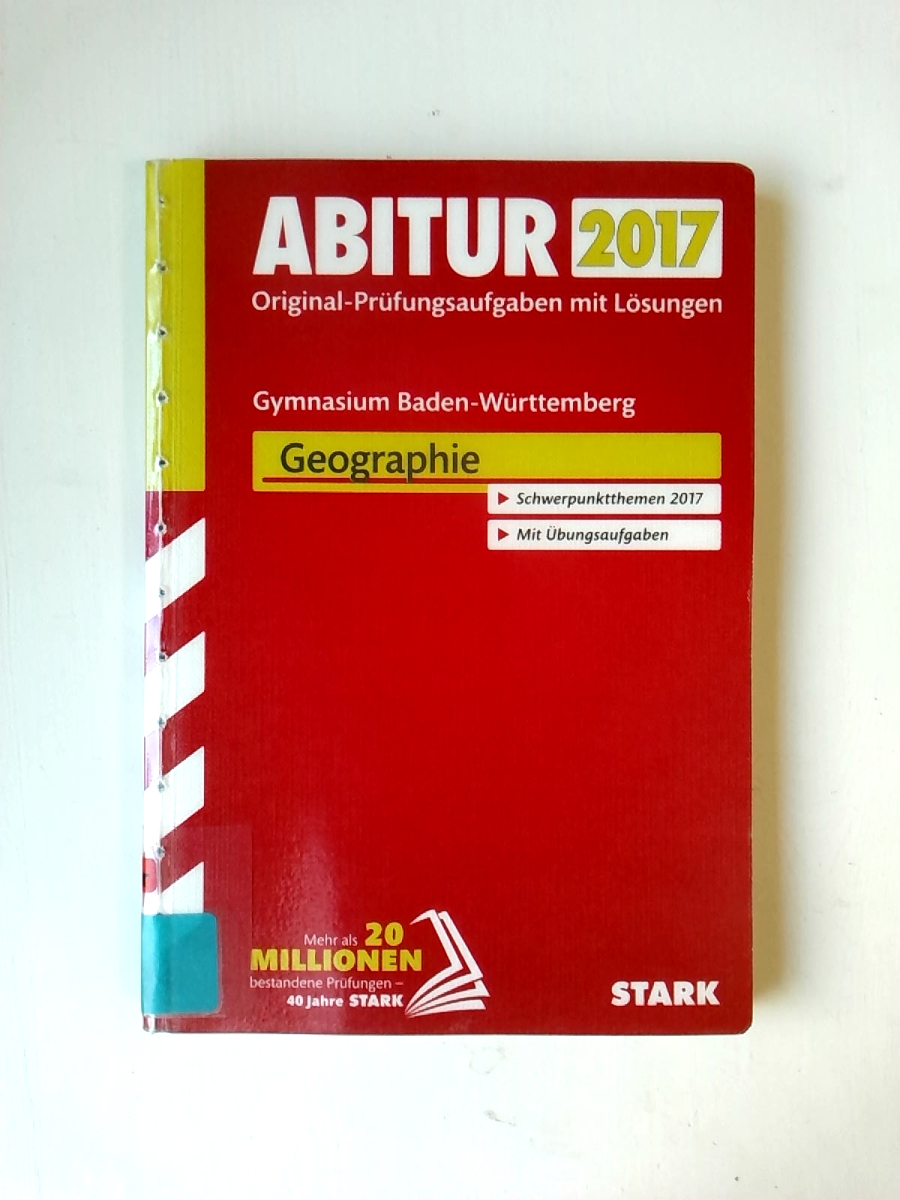 ABITUR 2017
Original-Prüfungsaufgaben mit Lösungen
Gymnasium Baden-Württemberg
Geographie
Schwerpunktthemen 2017
Mit Übungsaufgaben
Mehr als 20
MILLIONEN
bestandene Prüfungen –
40 Jahre STARK
STARK